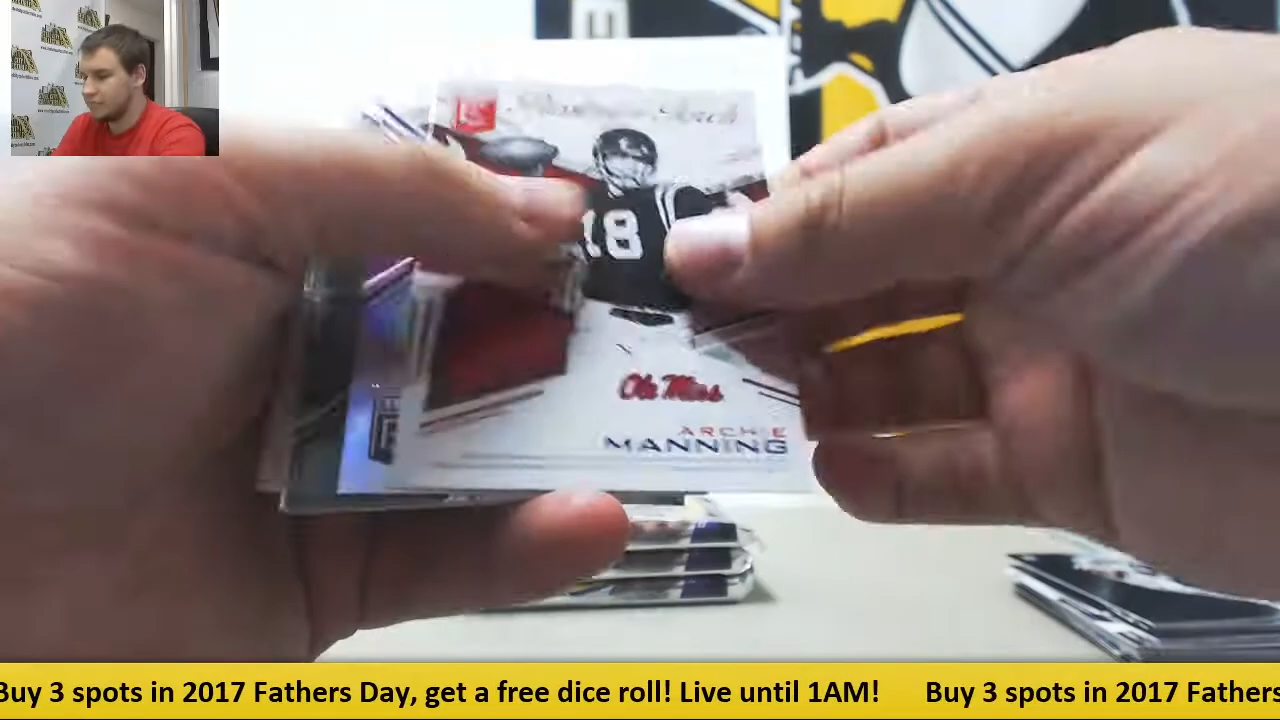 18
Ole Miss
ARCHIE
MANNING
Buy 3 spots in 2017 Fathers Day, get a free dice roll! Live until 1AM! Buy 3 spots in 2017 Fathers